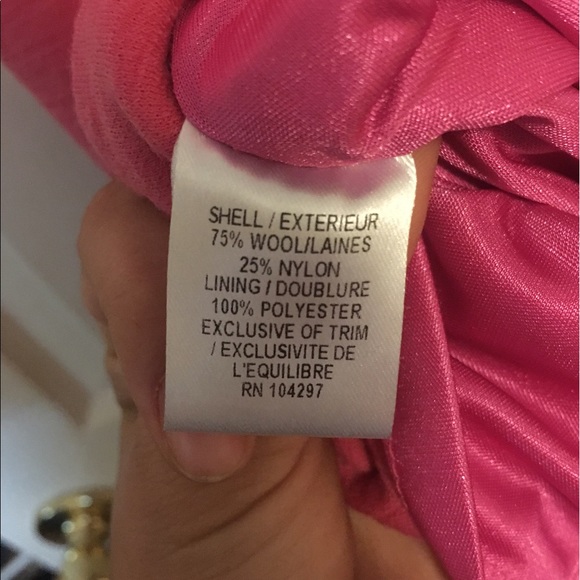 SHELL / EXTERIEUR
75% WOOL/LAINES
25% NYLON
LINING / DOUBLURE
100% POLYESTER
EXCLUSIVE OF TRIM
/ EXCLUSIVITE DE
L'EQUILIBRE
RN 104297